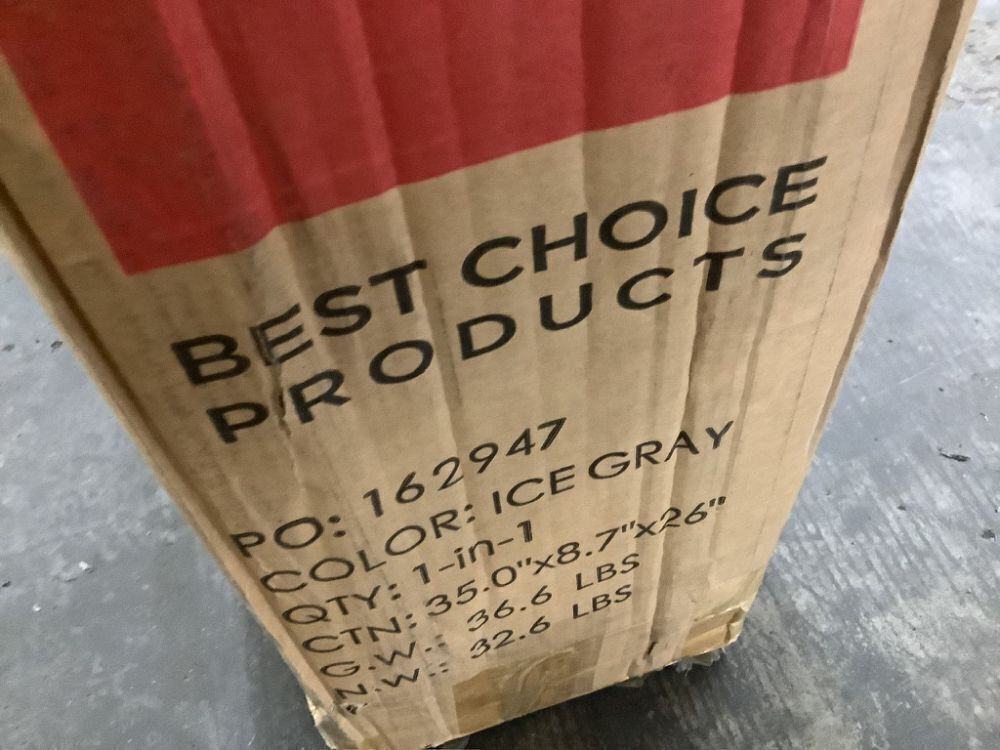 BEST CHOICE
PRODUCTS
PO: 162947
COLOR: ICE GRAY
QTY: 1-in-1
CTN: 35.0"x8.7"x26"
G.W.: 36.6 LBS
N.W.: 32.6 LBS